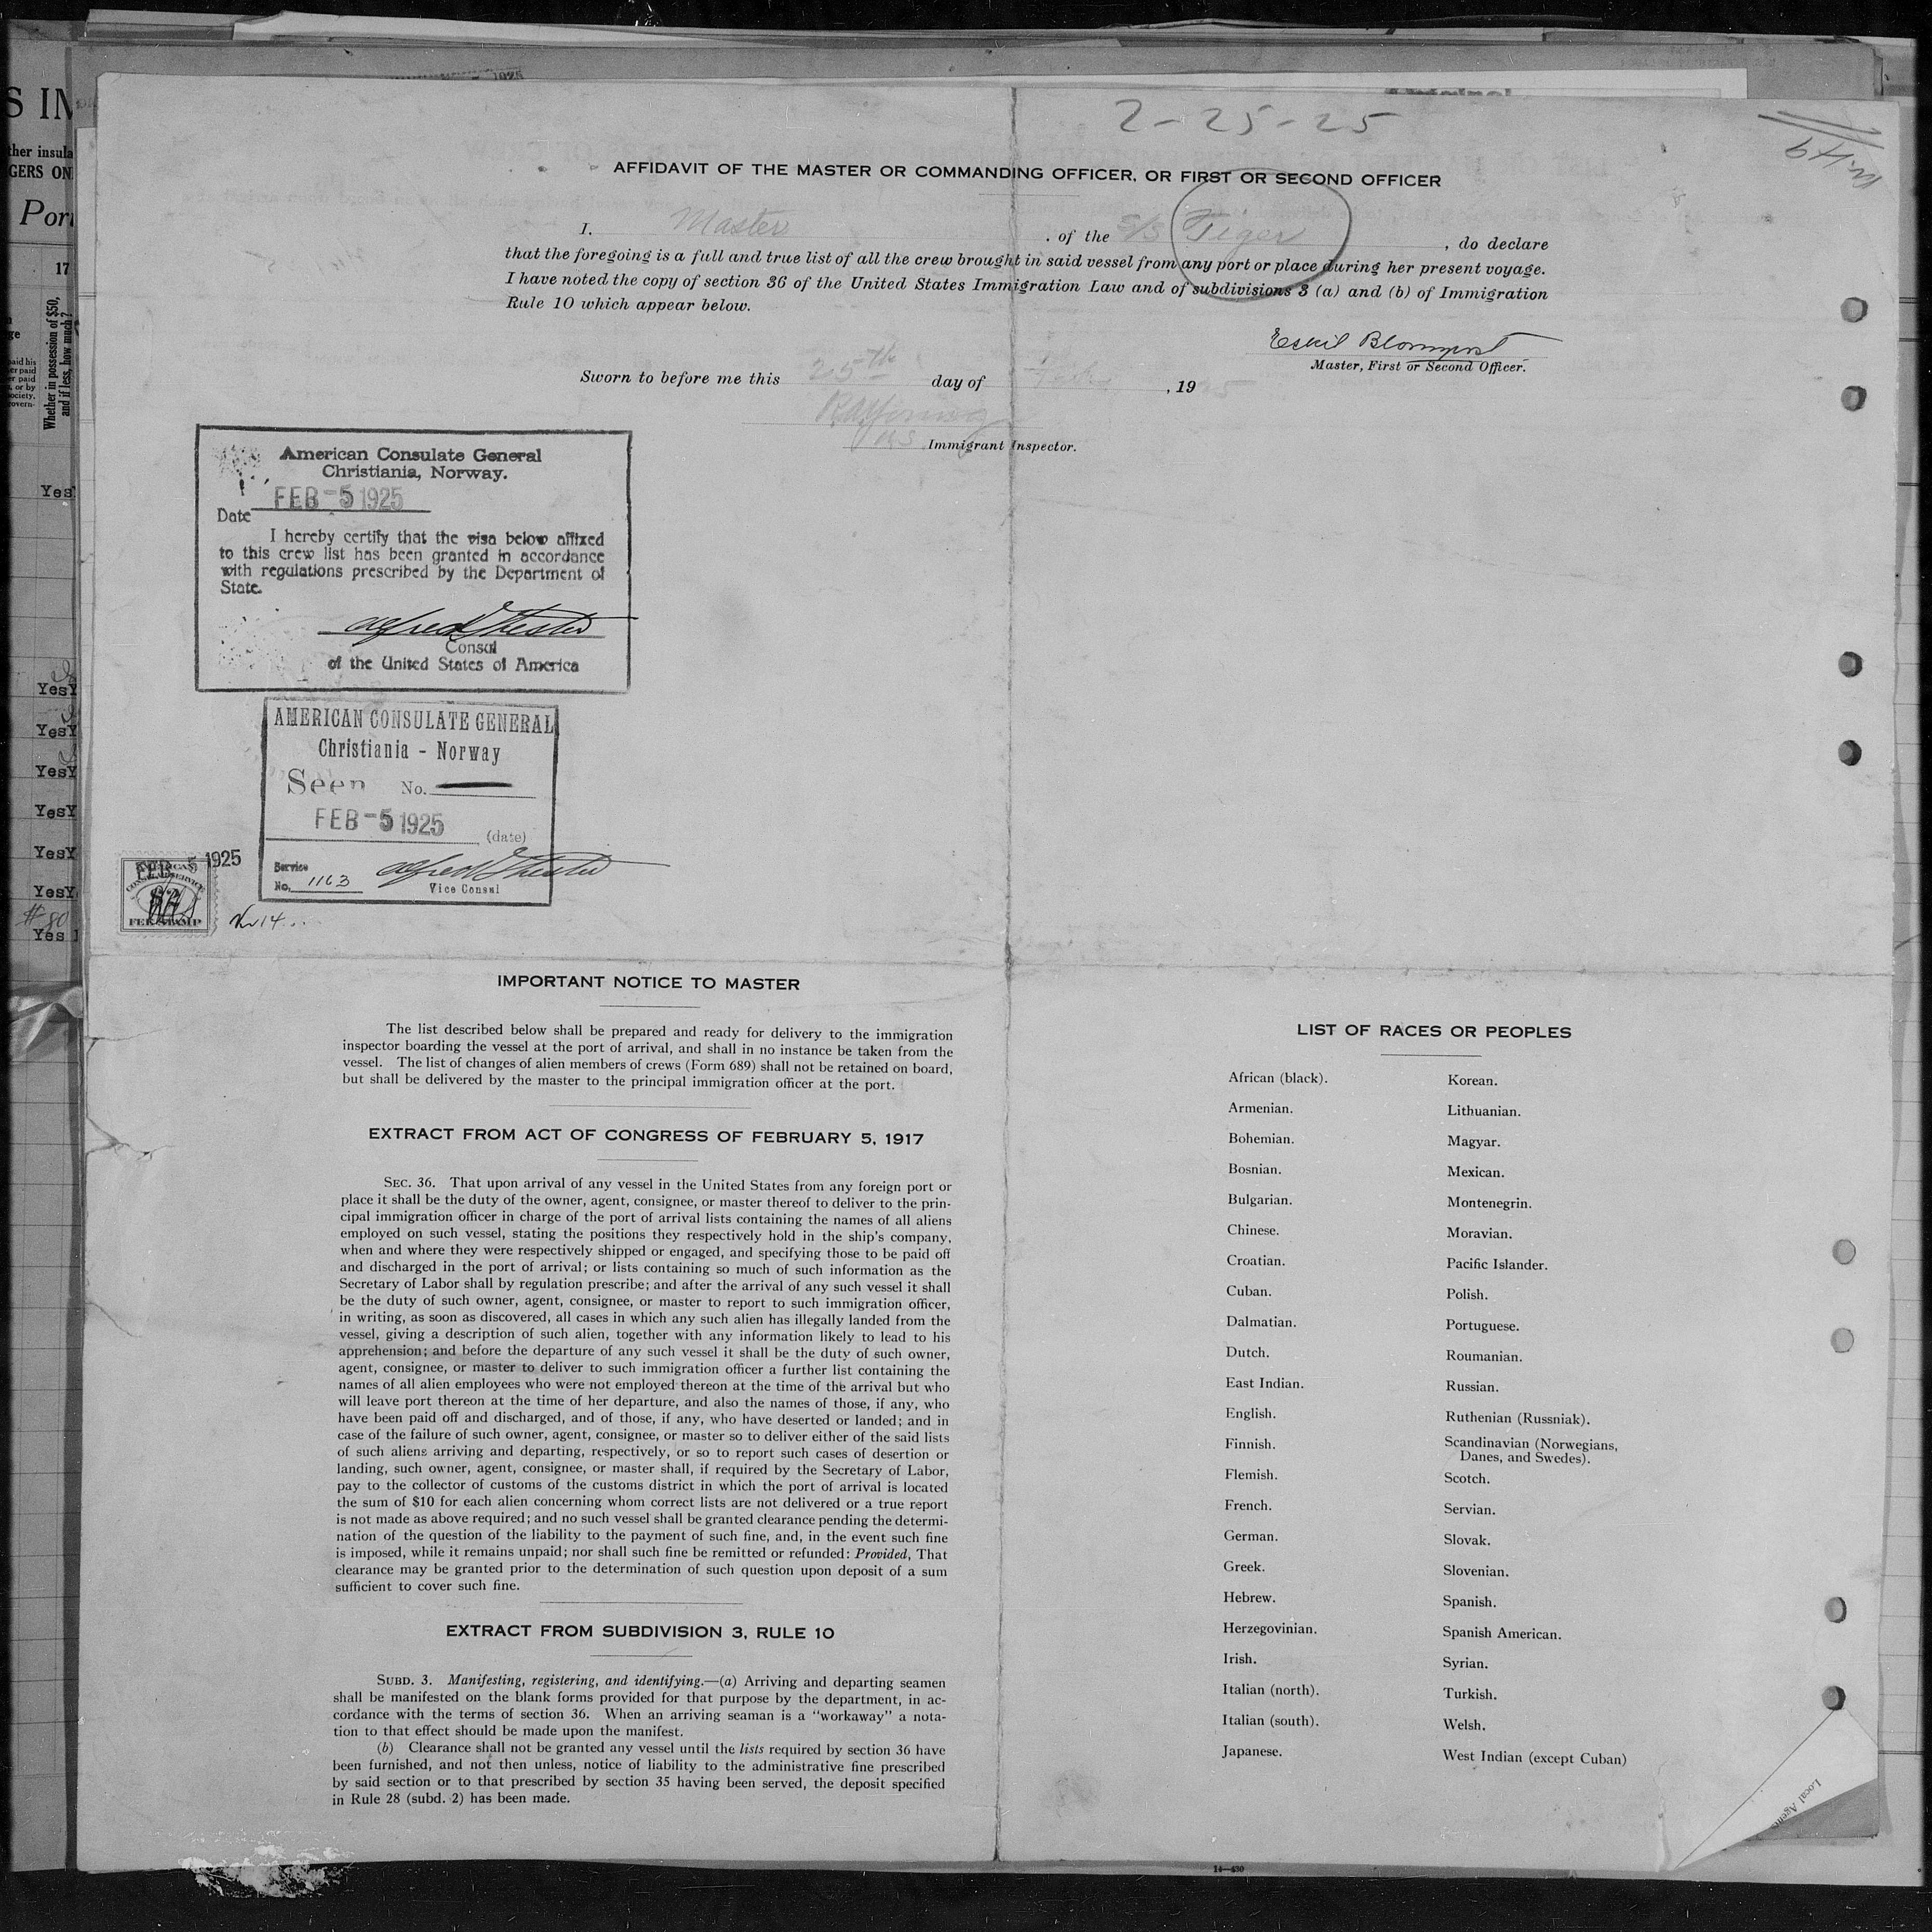 2-25-25
AFFIDAVIT OF THE MASTER OR COMMANDING OFFICER, OR FIRST OR SECOND OFFICER
I, Master, of the S/S Tiger, do declare
that the foregoing is a full and true list of all the crew brought in said vessel from any port or place during her present voyage.
I have noted the copy of section 36 of the United States Immigration Law and of subdivisions 3 (a) and (b) of Immigration
Rule 10 which appear below.
Eskil Blomqvist
Master, First or Second Officer.
Sworn to before me this 25th day of Feb, 1925
Immigrant Inspector.
American Consulate General
Christiania, Norway.
Date FEB-5 1925
I hereby certify that the visa below affixed
to this crew list has been granted in accordance
with regulations prescribed by the Department of
State.
Consul
of the United States of America
AMERICAN CONSULATE GENERAL
Christiania - Norway
Seen No.
FEB-5 1925
(date)
Service
No. 1163
Vice Consul
FEB 5 1925
FEE STAMP
IMPORTANT NOTICE TO MASTER
The list described below shall be prepared and ready for delivery to the immigration
inspector boarding the vessel at the port of arrival, and shall in no instance be taken from the
vessel. The list of changes of alien members of crews (Form 689) shall not be retained on board,
but shall be delivered by the master to the principal immigration officer at the port.
EXTRACT FROM ACT OF CONGRESS OF FEBRUARY 5, 1917
SEC. 36. That upon arrival of any vessel in the United States from any foreign port or
place it shall be the duty of the owner, agent, consignee, or master thereof to deliver to the prin-
cipal immigration officer in charge of the port of arrival lists containing the names of all aliens
employed on such vessel, stating the positions they respectively hold in the ship's company,
when and where they were respectively shipped or engaged, and specifying those to be paid off
and discharged in the port of arrival; or lists containing so much of such information as the
Secretary of Labor shall by regulation prescribe; and after the arrival of any such vessel it shall
be the duty of such owner, agent, consignee, or master to report to such immigration officer,
in writing, as soon as discovered, all cases in which any such alien has illegally landed from the
vessel, giving a description of such alien, together with any information likely to lead to his
apprehension; and before the departure of any such vessel it shall be the duty of such owner,
agent, consignee, or master to deliver to such immigration officer a further list containing the
names of all alien employees who were not employed thereon at the time of the arrival but who
will leave port thereon at the time of her departure, and also the names of those, if any, who
have been paid off and discharged, and of those, if any, who have deserted or landed; and in
case of the failure of such owner, agent, consignee, or master so to deliver either of the said lists
of such aliens arriving and departing, respectively, or so to report such cases of desertion or
landing, such owner, agent, consignee, or master shall, if required by the Secretary of Labor,
pay to the collector of customs of the customs district in which the port of arrival is located
the sum of $10 for each alien concerning whom correct lists are not delivered or a true report
is not made as above required; and no such vessel shall be granted clearance pending the determi-
nation of the question of the liability to the payment of such fine, and, in the event such fine
is imposed, while it remains unpaid; nor shall such fine be remitted or refunded: Provided, That
clearance may be granted prior to the determination of such question upon deposit of a sum
sufficient to cover such fine.
EXTRACT FROM SUBDIVISION 3, RULE 10
SUBD. 3. Manifesting, registering, and identifying.—(a) Arriving and departing seamen
shall be manifested on the blank forms provided for that purpose by the department, in ac-
cordance with the terms of section 36. When an arriving seaman is a "workaway" a nota-
tion to that effect should be made upon the manifest.
(b) Clearance shall not be granted any vessel until the lists required by section 36 have
been furnished, and not then unless, notice of liability to the administrative fine prescribed
by said section or to that prescribed by section 35 having been served, the deposit specified
in Rule 28 (subd. 2) has been made.
LIST OF RACES OR PEOPLES
African (black).
Armenian.
Bohemian.
Bosnian.
Bulgarian.
Chinese.
Croatian.
Cuban.
Dalmatian.
Dutch.
East Indian.
English.
Finnish.
Flemish.
French.
German.
Greek.
Hebrew.
Herzegovinian.
Irish.
Italian (north).
Italian (south).
Japanese.
Korean.
Lithuanian.
Magyar.
Mexican.
Montenegrin.
Moravian.
Pacific Islander.
Polish.
Portuguese.
Roumanian.
Russian.
Ruthenian (Russniak).
Scandinavian (Norwegians,
Danes, and Swedes).
Scotch.
Servian.
Slovak.
Slovenian.
Spanish.
Spanish American.
Syrian.
Turkish.
Welsh.
West Indian (except Cuban)
14—430